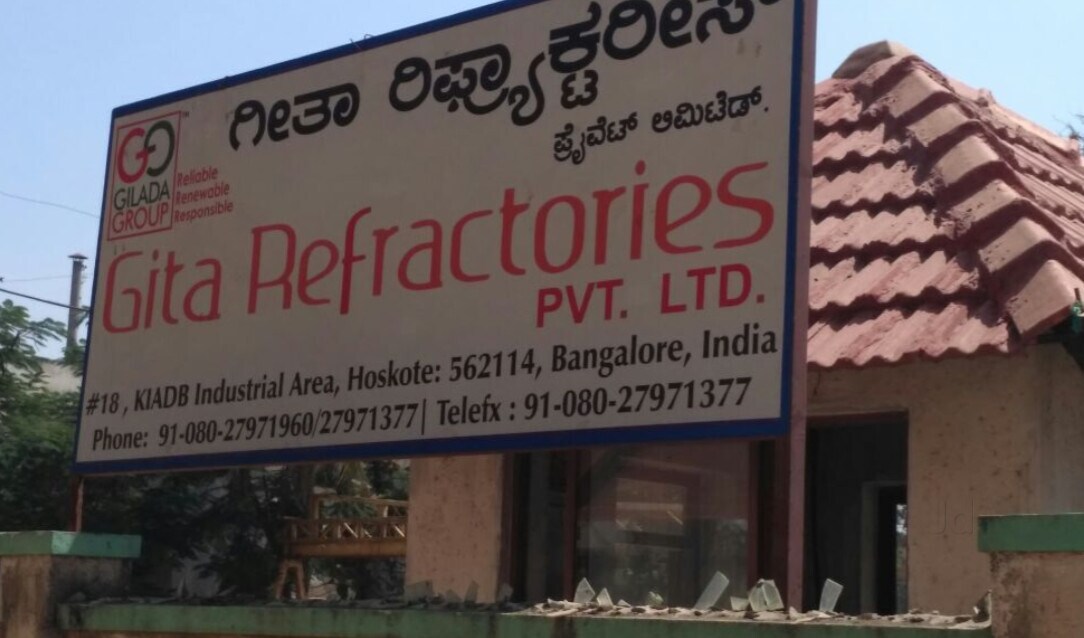 ಗೀತಾ ರಿಫ್ರ್ಯಾಕ್ಟರೀಸ್
ಪ್ರೈವೆಟ್ ಲಿಮಿಟೆಡ್.
GILADA
GROUP
Reliable
Renewable
Responsible
Gita Refractories
PVT. LTD.
#18 , KIADB Industrial Area, Hoskote: 562114, Bangalore, India
Phone: 91-080-27971960/27971377| Telefx : 91-080-27971377